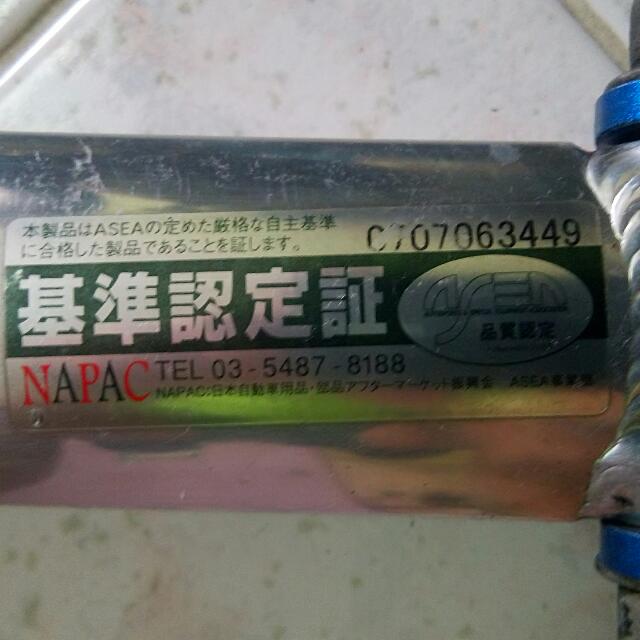 本製品はASEAの定めた厳格な自主基準
に合格した製品であることを証します。
C707063449
基準認定証
ASEA
品質認定
NAPAC
TEL 03-5487-8188
NAPAC:日本自動車用品・部品アフターマーケット振興会 ASEA事業部